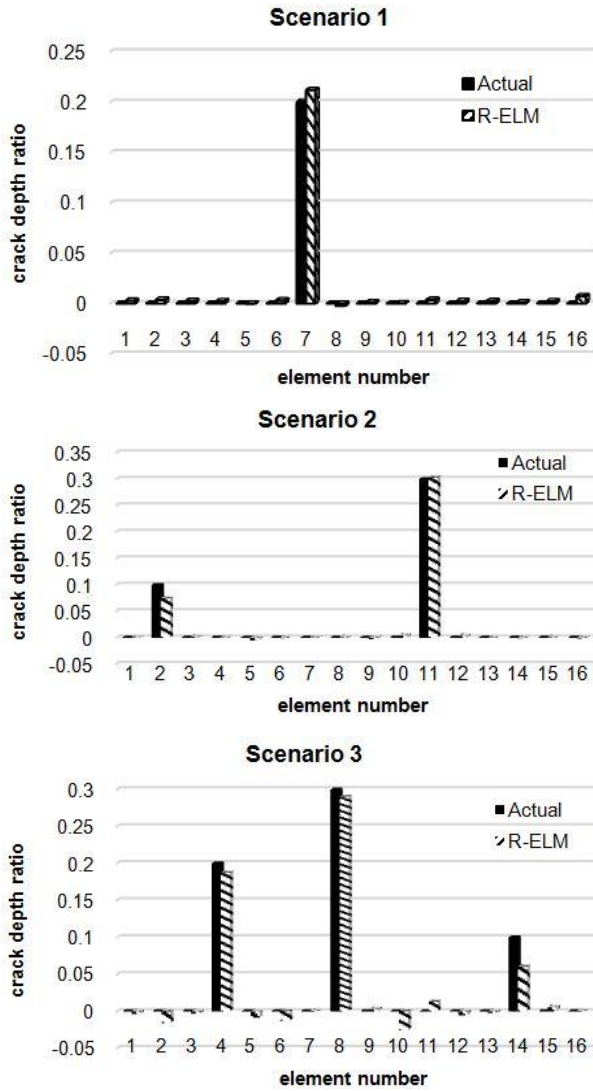 Scenario 1
0.25
0.2
0.15
0.1
0.05
0
-0.05
crack depth ratio
Actual
R-ELM
1 2 3 4 5 6 7 8 9 10 11 12 13 14 15 16
element number
Scenario 2
0.35
0.3
0.25
0.2
0.15
0.1
0.05
0
-0.05
crack depth ratio
Actual
R-ELM
1 2 3 4 5 6 7 8 9 10 11 12 13 14 15 16
element number
Scenario 3
0.3
0.25
0.2
0.15
0.1
0.05
0
-0.05
crack depth ratio
Actual
R-ELM
1 2 3 4 5 6 7 8 9 10 11 12 13 14 15 16
element number